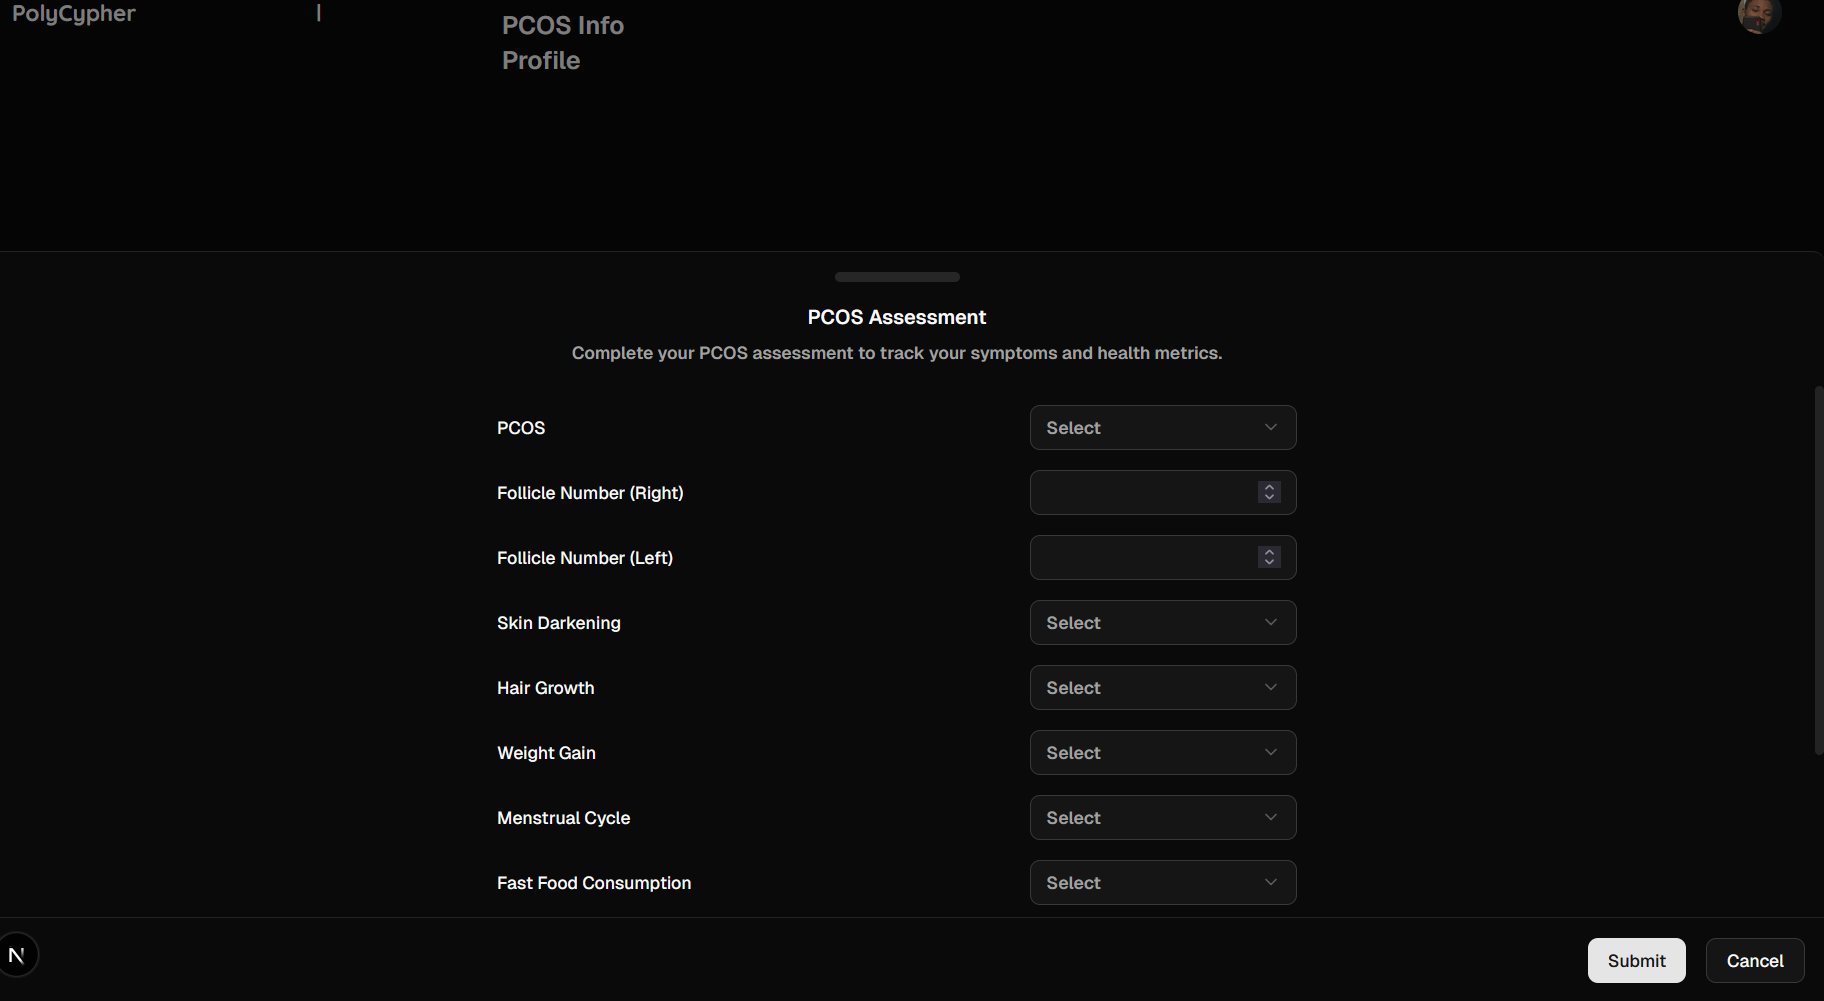 PolyCypher
PCOS Info
Profile
PCOS Assessment
Complete your PCOS assessment to track your symptoms and health metrics.
PCOS Select
Follicle Number (Right)
Follicle Number (Left)
Skin Darkening Select
Hair Growth Select
Weight Gain Select
Menstrual Cycle Select
Fast Food Consumption Select
N
Submit Cancel